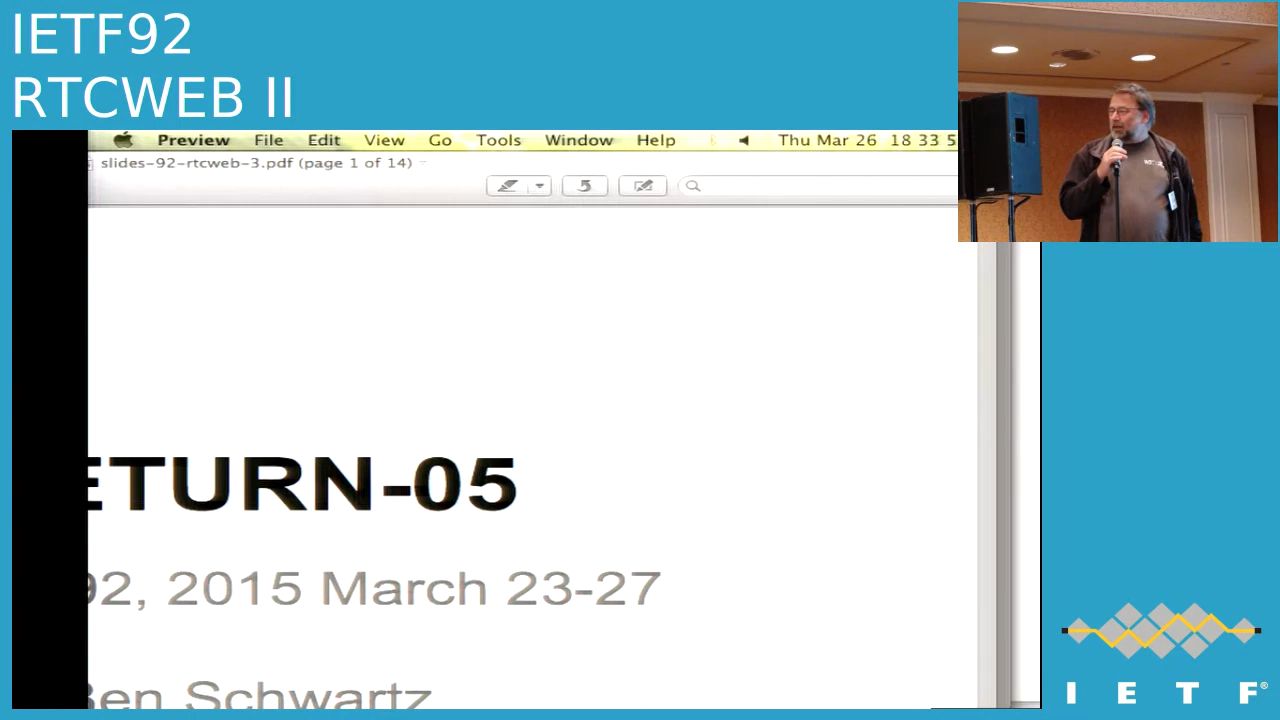 IETF92
RTCWEB II
Preview File Edit View Go Tools Window Help Thu Mar 26 18 33 5
slides-92-rtcweb-3.pdf (page 1 of 14)
ETURN-05
92, 2015 March 23-27
Ben Schwartz
I E T F®